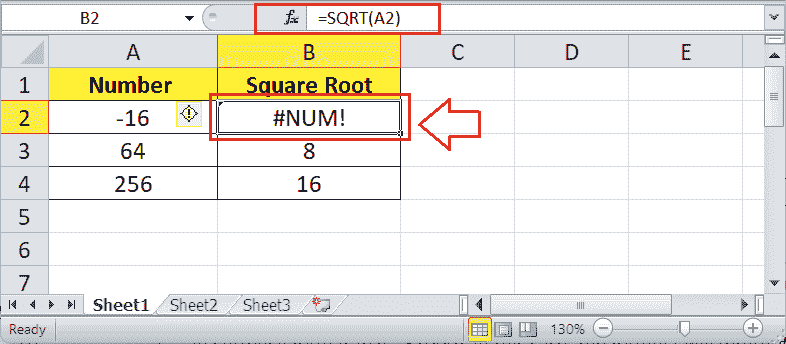 B2 fx =SQRT(A2)
A B C D E
1 Number Square Root
2 -16 #NUM!
3 64 8
4 256 16
5
6
7
Sheet1 Sheet2 Sheet3
Ready 130%